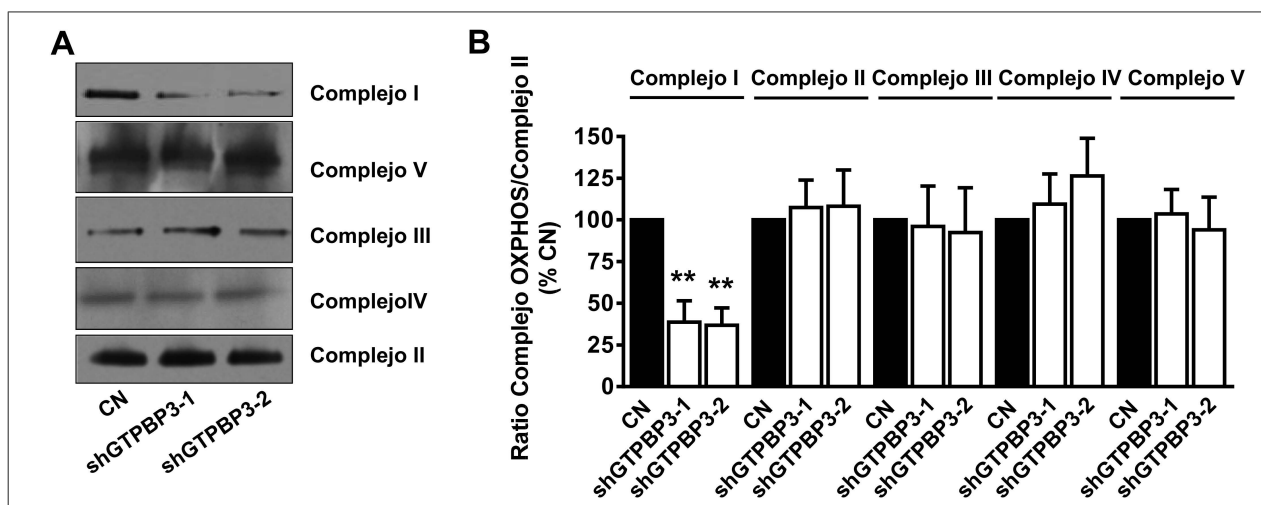 A
Complejo I
Complejo V
Complejo III
ComplejoIV
Complejo II
CN
shGTPBP3-1
shGTPBP3-2
B
Ratio Complejo OXPHOS/Complejo II
(% CN)
Complejo I
Complejo II
Complejo III
Complejo IV
Complejo V
150
125
100
75
50
25
0
**
**
CN
shGTPBP3-1
shGTPBP3-2
CN
shGTPBP3-1
shGTPBP3-2
CN
shGTPBP3-1
shGTPBP3-2
CN
shGTPBP3-1
shGTPBP3-2
CN
shGTPBP3-1
shGTPBP3-2